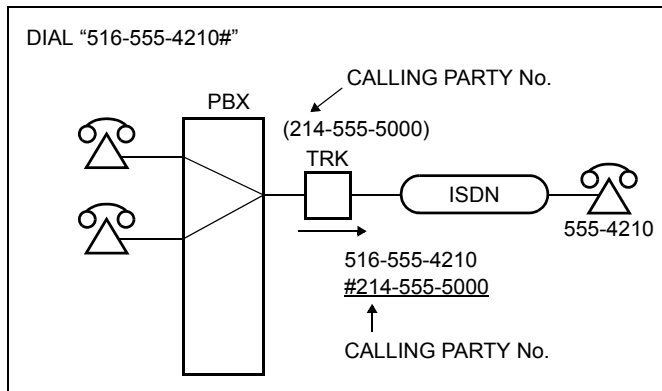 DIAL “516-555-4210#”
CALLING PARTY No.
PBX
(214-555-5000)
TRK
ISDN
555-4210
516-555-4210
#214-555-5000
CALLING PARTY No.